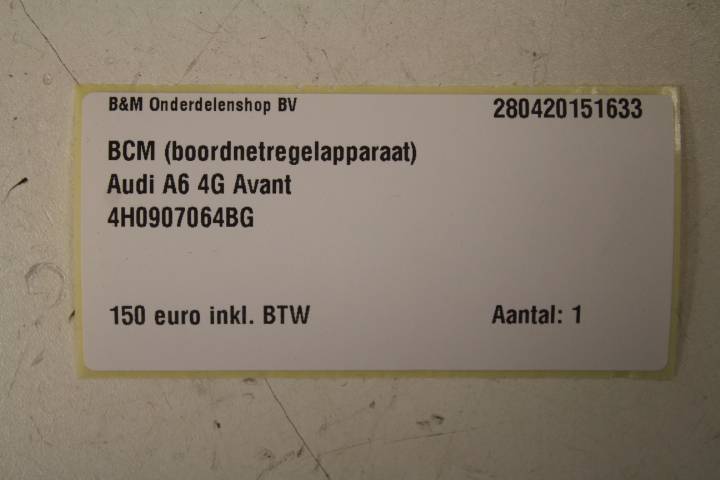 B&M Onderdelenshop BV 280420151633
BCM (boordnetregelapparaat)
Audi A6 4G Avant
4H0907064BG
150 euro inkl. BTW Aantal: 1